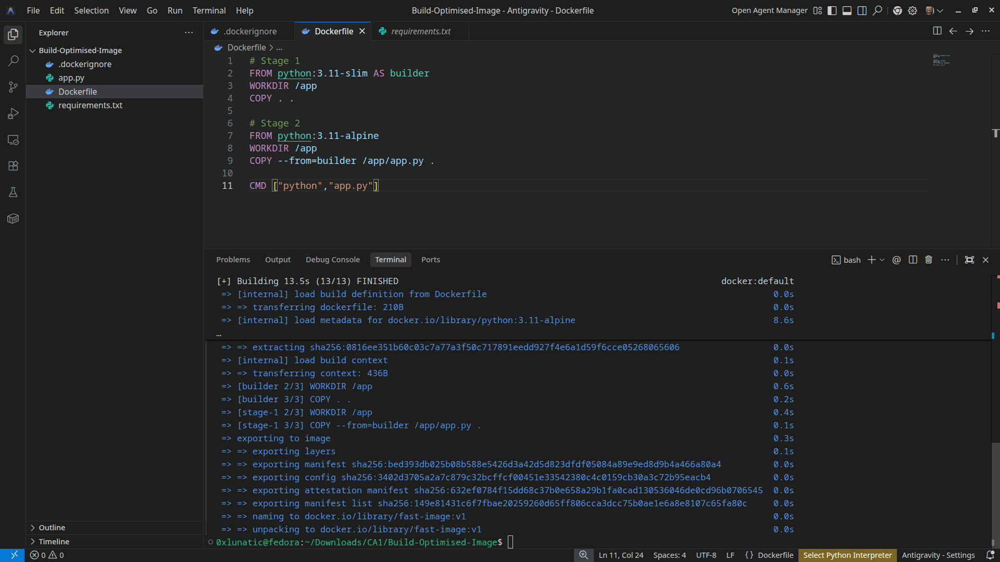 File Edit Selection View Go Run Terminal Help
Build-Optimised-Image - Antigravity - Dockerfile
Open Agent Manager
Explorer
Build-Optimised-Image
.dockerignore
app.py
Dockerfile
requirements.txt
Outline
Timeline
.dockerignore
Dockerfile
requirements.txt
Dockerfile > ...
1 # Stage 1
2 FROM python:3.11-slim AS builder
3 WORKDIR /app
4 COPY . .
5
6 # Stage 2
7 FROM python:3.11-alpine
8 WORKDIR /app
9 COPY --from=builder /app/app.py .
10
11 CMD ["python","app.py"]
Problems Output Debug Console Terminal Ports
bash
[+] Building 13.5s (13/13) FINISHED docker:default
=> [internal] load build definition from Dockerfile 0.0s
=> => transferring dockerfile: 210B 0.0s
=> [internal] load metadata for docker.io/library/python:3.11-alpine 8.6s
…
=> => extracting sha256:0816ee351b60c03c7a77a3f50c717891eedd927f4e6a1d59f6cce05268065606 0.0s
=> [internal] load build context 0.1s
=> => transferring context: 436B 0.0s
=> [builder 2/3] WORKDIR /app 0.6s
=> [builder 3/3] COPY . . 0.2s
=> [stage-1 2/3] WORKDIR /app 0.4s
=> [stage-1 3/3] COPY --from=builder /app/app.py . 0.1s
=> exporting to image 0.3s
=> => exporting layers 0.1s
=> => exporting manifest sha256:bed393db025b08b588e5426d3a42d5d823dfdf05084a89e9ed8d9b4a466a80a4 0.0s
=> => exporting config sha256:3402d3705a2a7c879c32bcffcf00451e33542380c4c0159cb30a3c72b95eacb4 0.0s
=> => exporting attestation manifest sha256:632ef0784f15dd68c37b0e658a29b1fa0cad130536046de0cd96b0706545 0.0s
=> => exporting manifest list sha256:149e81431c6f7fbae20259260d65ff806cca3dcc75b0ae1e6a8e8107c65fa80c 0.0s
=> => naming to docker.io/library/fast-image:v1 0.0s
=> => unpacking to docker.io/library/fast-image:v1 0.0s
0xlunatic@fedora:~/Downloads/CA1/Build-Optimised-Image$
0 0
Ln 11, Col 24 Spaces: 4 UTF-8 LF {} Dockerfile Select Python Interpreter Antigravity - Settings